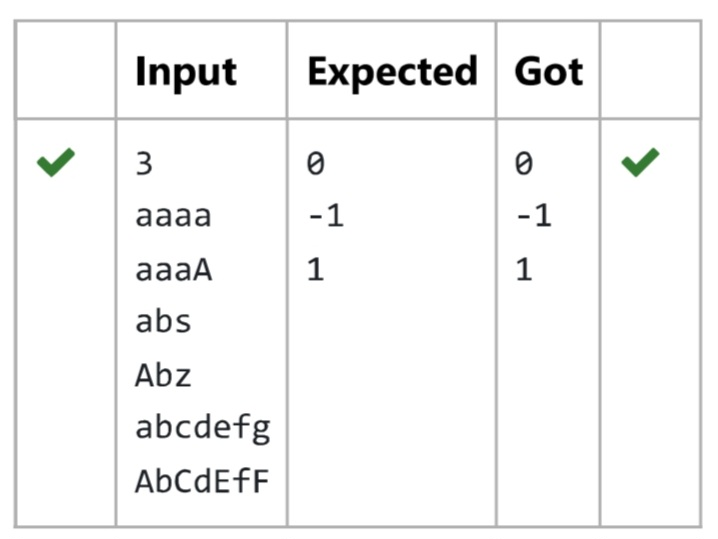 Input Expected Got
3 0 0
aaaa -1 -1
aaaA 1 1
abs
Abz
abcdefg
AbCdEfF